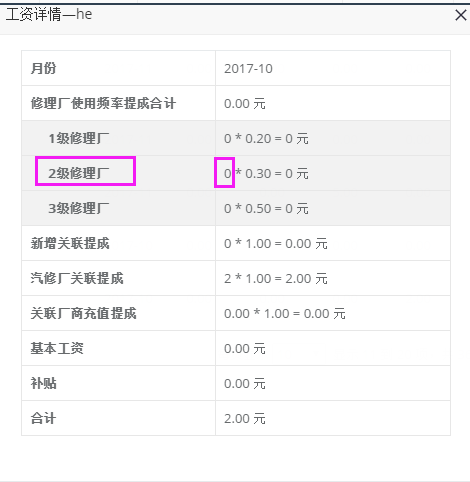 工资详情—he
月份 2017-10
修理厂使用频率提成合计 0.00 元
1级修理厂 0 * 0.20 = 0 元
2级修理厂 0 * 0.30 = 0 元
3级修理厂 0 * 0.50 = 0 元
新增关联提成 0 * 1.00 = 0.00 元
汽修厂关联提成 2 * 1.00 = 2.00 元
关联厂商充值提成 0.00 * 1.00 = 0.00 元
基本工资 0.00 元
补贴 0.00 元
合计 2.00 元